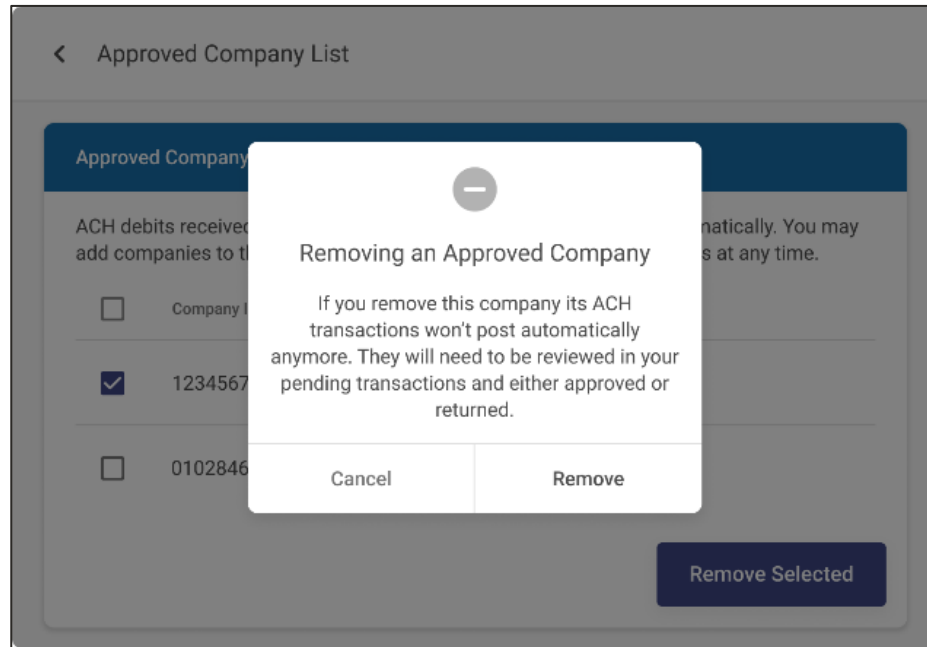 Approved Company List
Approved Company
ACH debits received
natically. You may
add companies to t
s at any time.
Removing an Approved Company
If you remove this company its ACH
transactions won't post automatically
anymore. They will need to be reviewed in your
pending transactions and either approved or
returned.
Company I
1234567
0102846
Cancel
Remove
Remove Selected